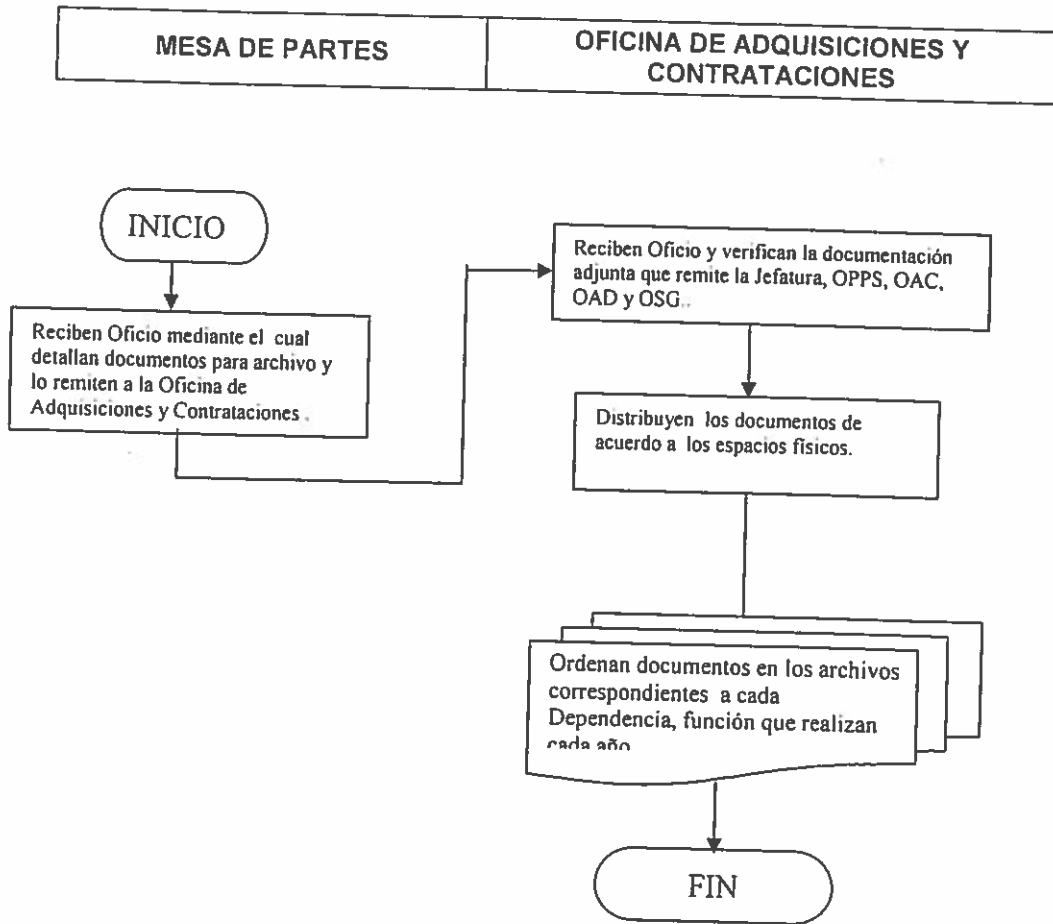 MESA DE PARTES
OFICINA DE ADQUISICIONES Y
CONTRATACIONES
INICIO
Reciben Oficio mediante el cual
detallan documentos para archivo y
lo remiten a la Oficina de
Adquisiciones y Contrataciones.
Reciben Oficio y verifican la documentación
adjunta que remite la Jefatura, OPPS, OAC,
OAD y OSG..
Distribuyen los documentos de
acuerdo a los espacios físicos.
Ordenan documentos en los archivos
correspondientes a cada
Dependencia, función que realizan
cada año
FIN